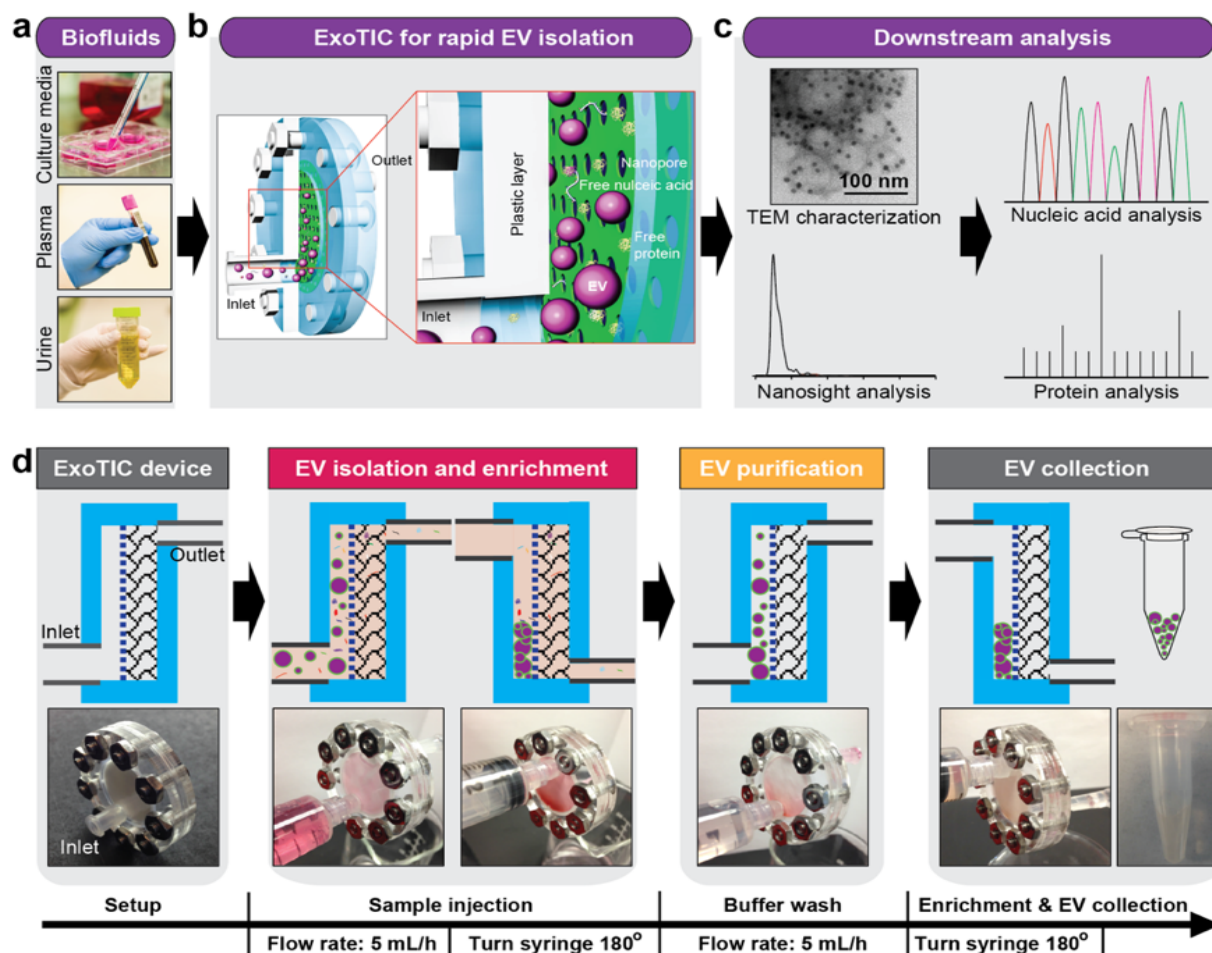 a
Biofluids
Culture media
Plasma
Urine
b
ExoTIC for rapid EV isolation
Outlet
Inlet
Plastic layer
Nanopore
Free nulceic acid
Free
protein
EV
Inlet
c
Downstream analysis
100 nm
TEM characterization
Nucleic acid analysis
Nanosight analysis
Protein analysis
d
ExoTIC device
EV isolation and enrichment
EV purification
EV collection
Outlet
Inlet
Inlet
Setup
Sample injection
Buffer wash
Enrichment & EV collection
Flow rate: 5 mL/h
Turn syringe 180°
Flow rate: 5 mL/h
Turn syringe 180°